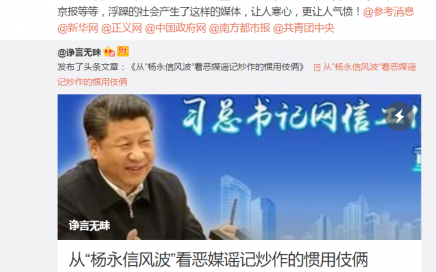 京报等等，浮躁的社会产生了这样的媒体，让人寒心，更让人气愤！@参考消息
@新华网 @正义网 @中国政府网 @南方都市报 @共青团中央
@诤言无昧
发布了头条文章：《从“杨永信风波”看恶媒谣记炒作的惯用伎俩》 从“杨永信风波”看恶媒谣
记炒作的惯用伎俩
习总书记网信工作
诤言无昧
从“杨永信风波”看恶媒谣记炒作的惯用伎俩